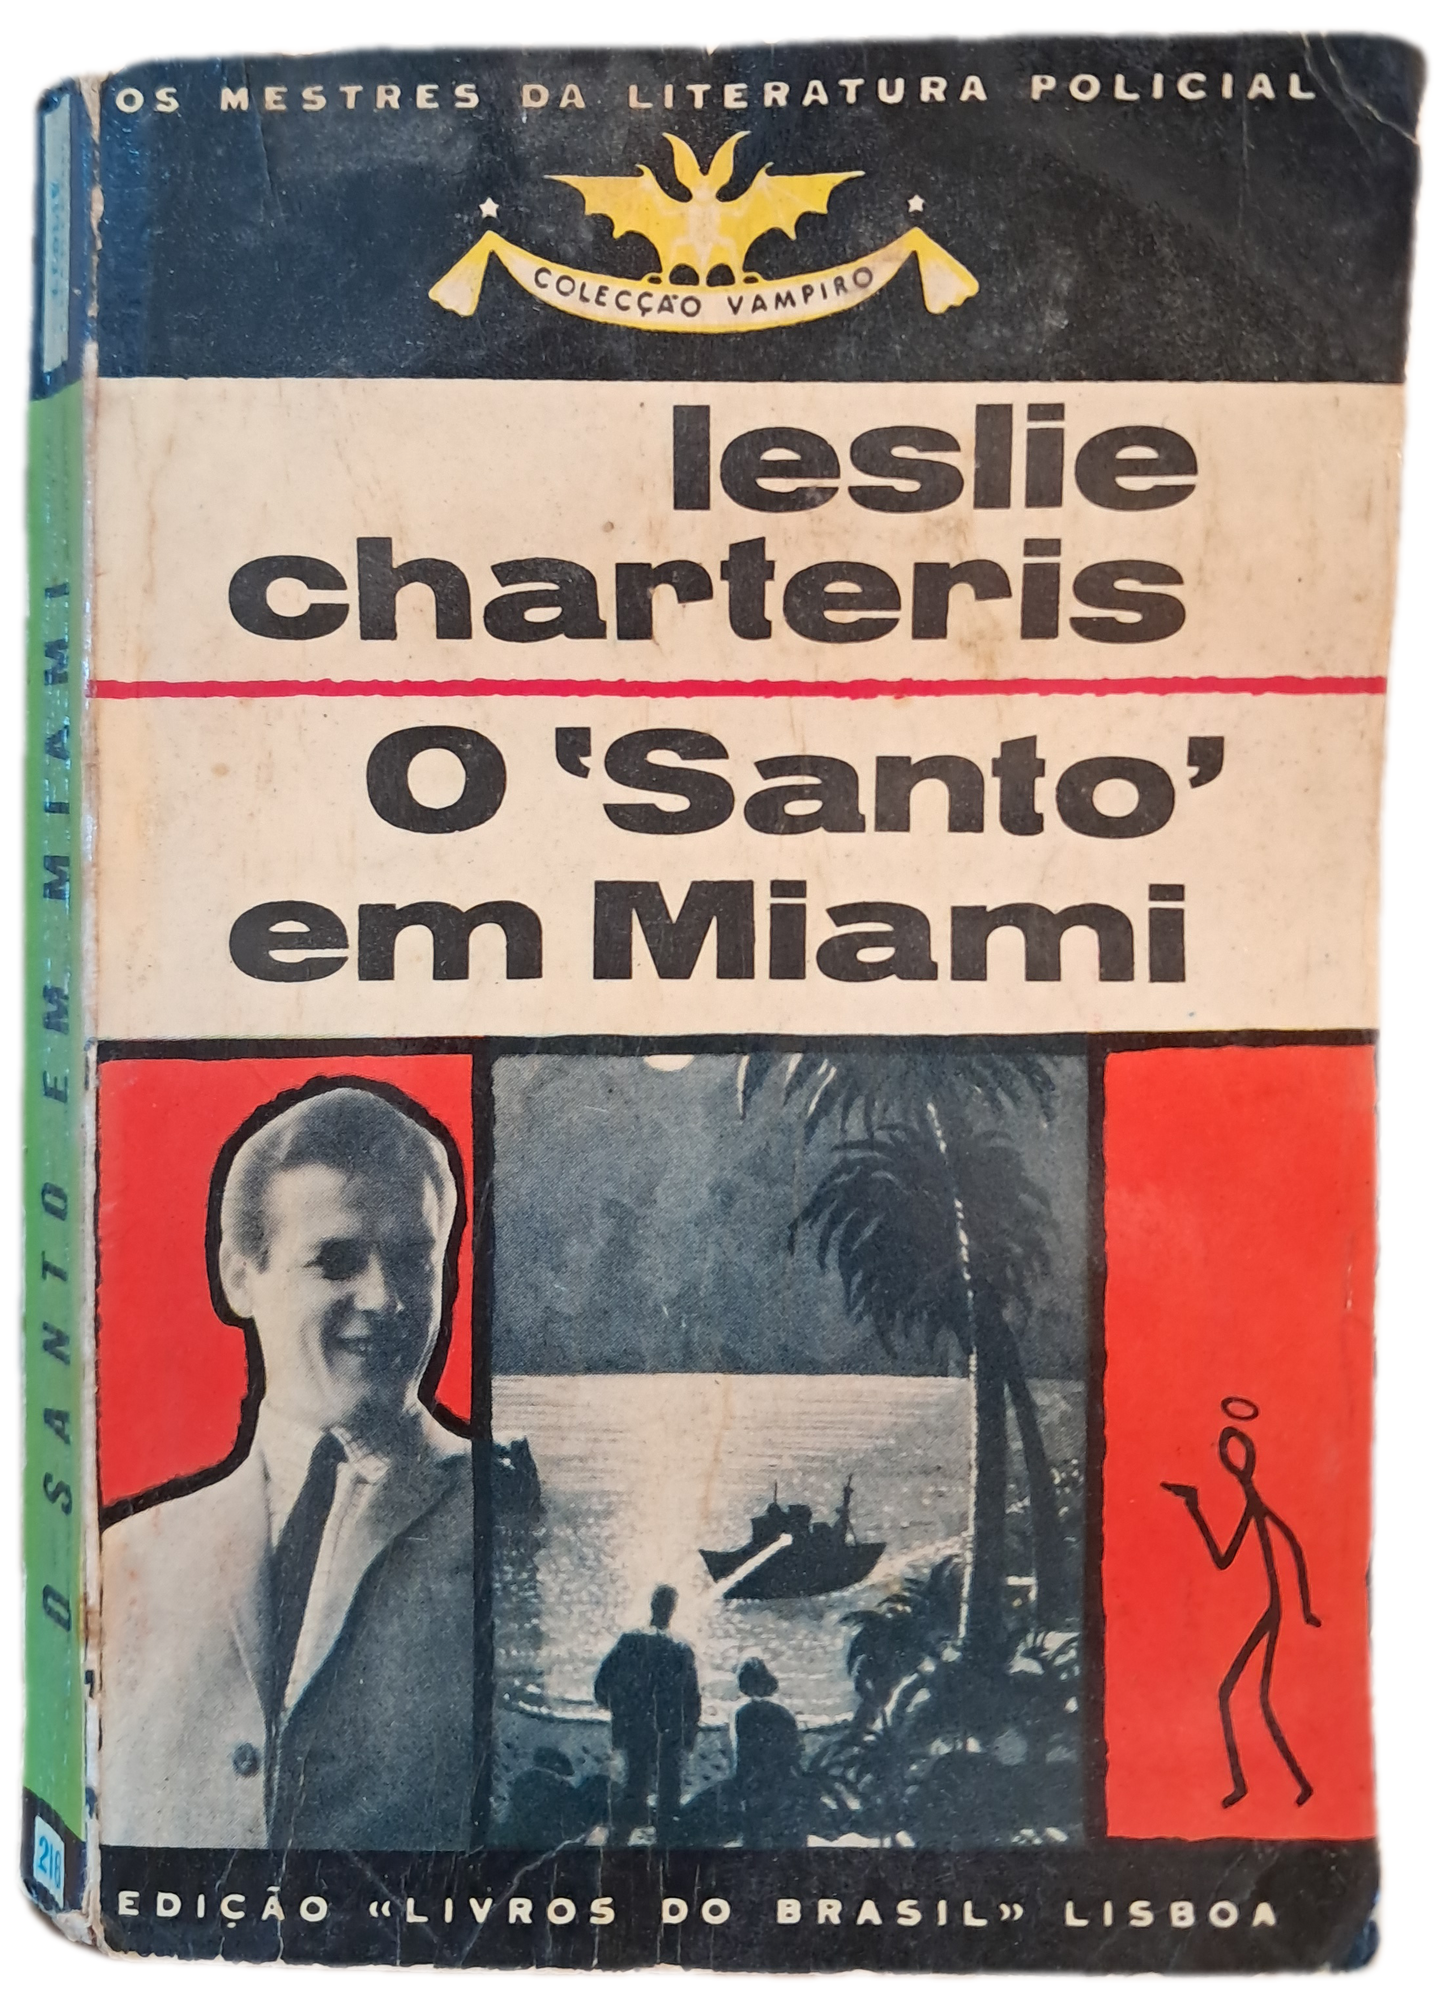 OS MESTRES DA LITERATURA POLICIAL
COLECÇÃO VAMPIRO
leslie
charteris
O ‘Santo’
em Miami
EDIÇÃO «LIVROS DO BRASIL» LISBOA
O SANTO EM MIAMI